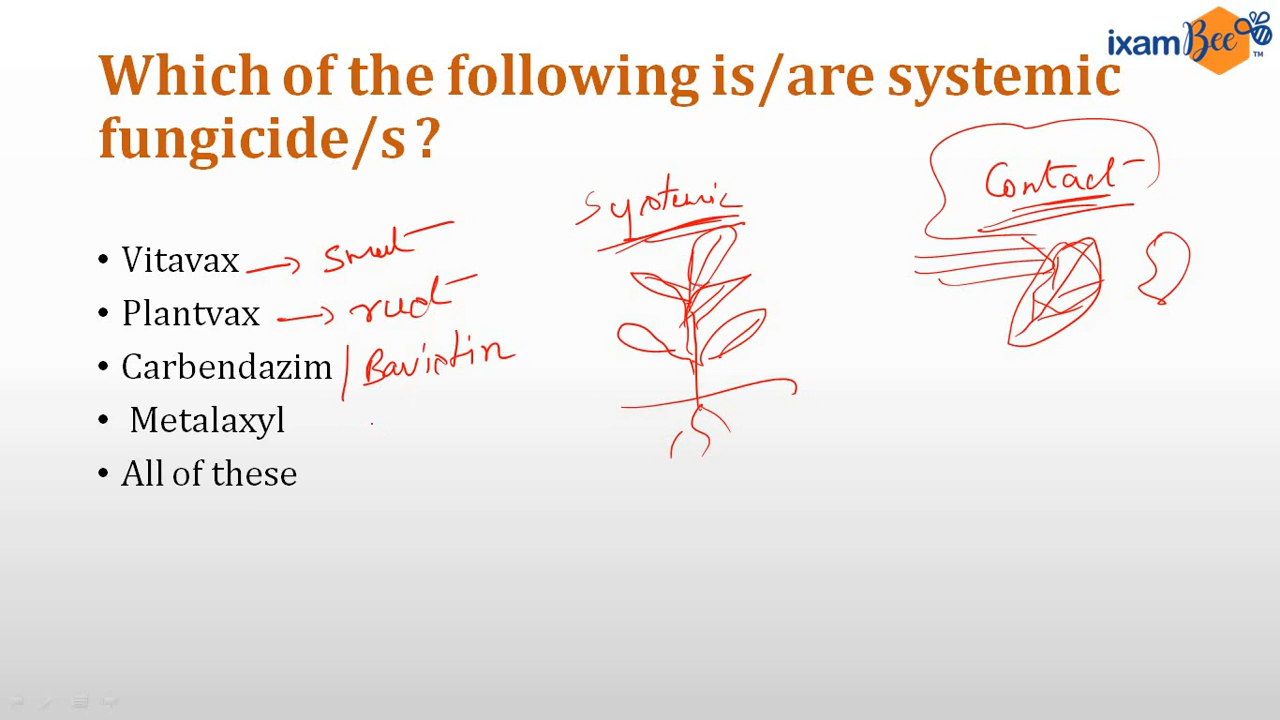 ixamBee™
Which of the following is/are systemic
fungicide/s ?
Systemic
Contact
• Vitavax → smut
• Plantvax → rust
• Carbendazim / Bavistin
• Metalaxyl
• All of these